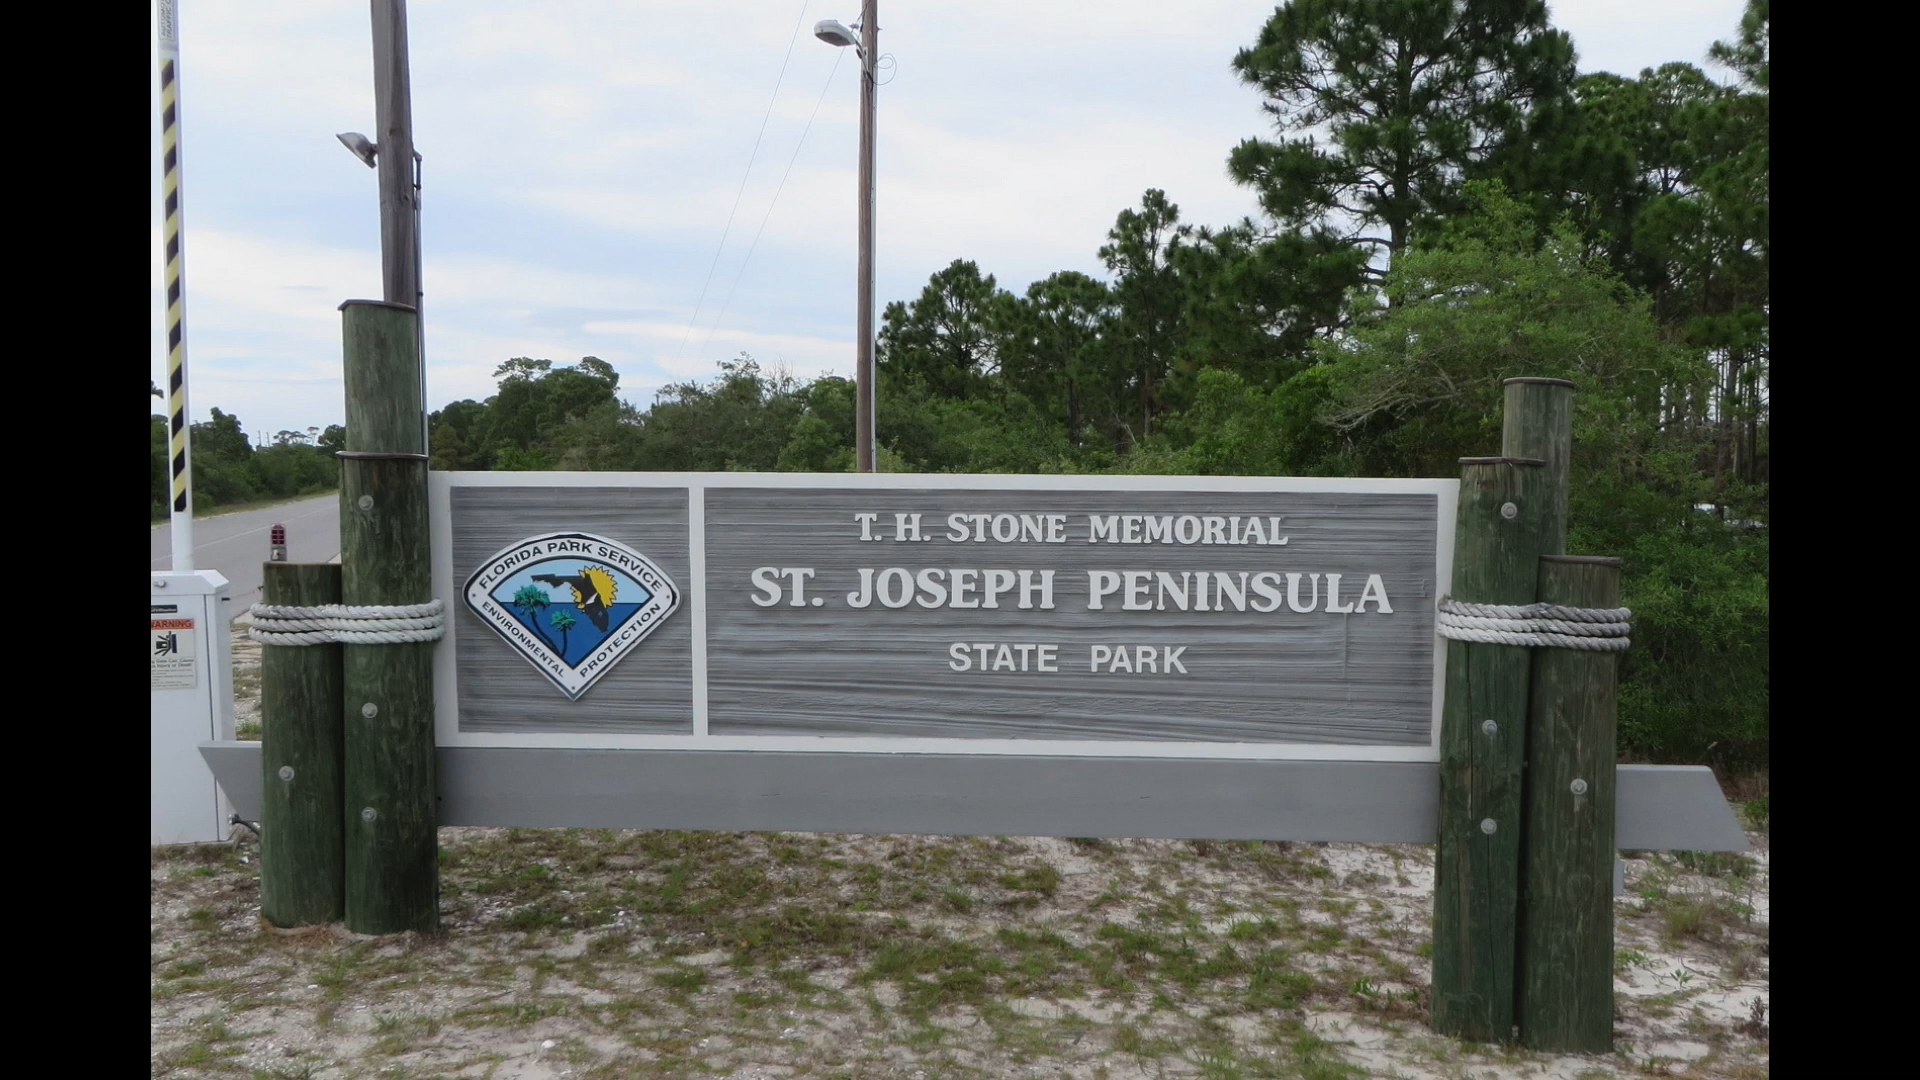 T. H. STONE MEMORIAL
ST. JOSEPH PENINSULA
STATE PARK
FLORIDA PARK SERVICE
ENVIRONMENTAL
PROTECTION
WARNING